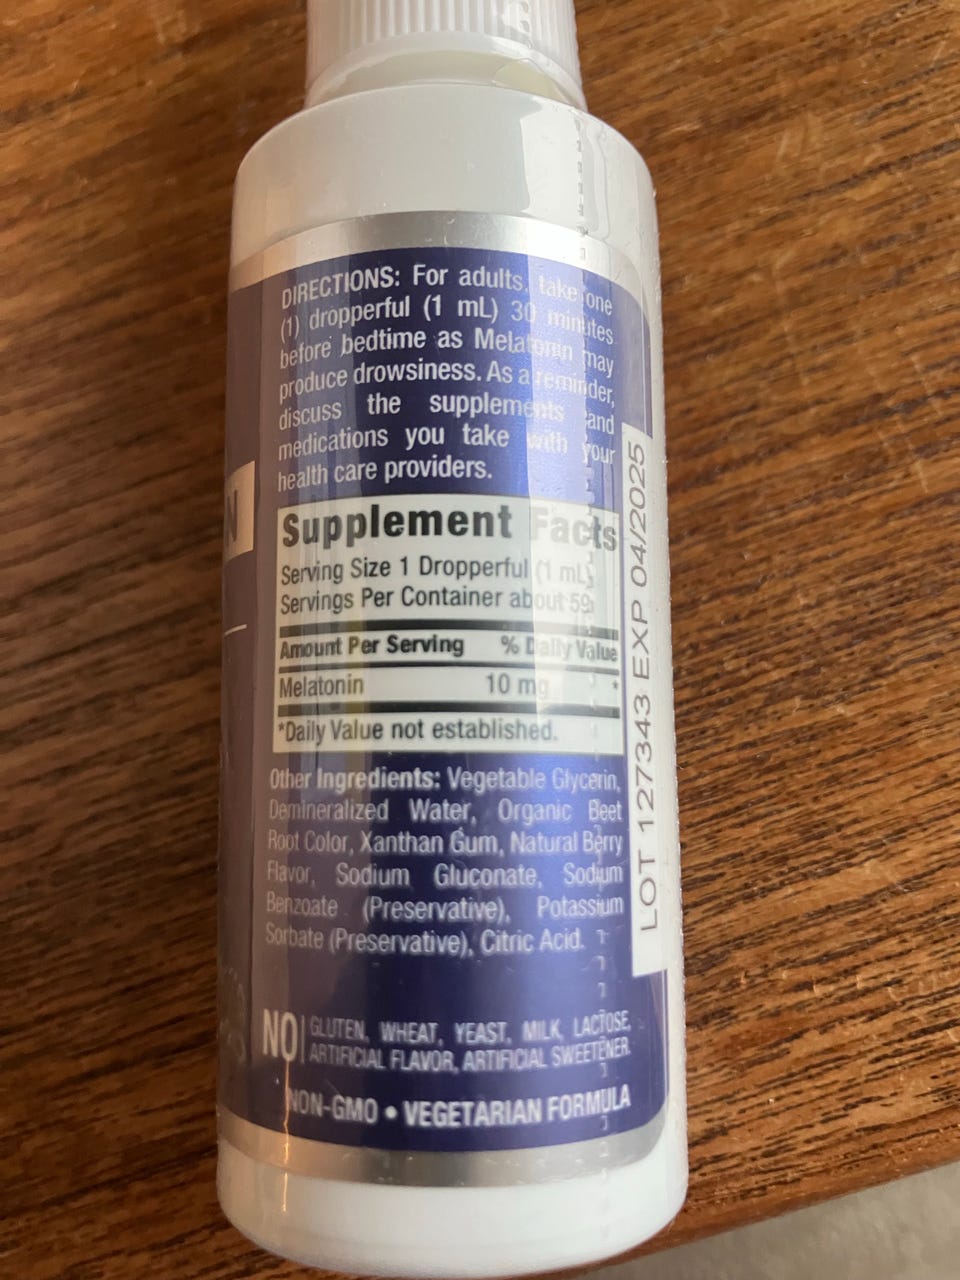 DIRECTIONS: For adults, take one
(1) dropperful (1 mL) 30 minutes
before bedtime as Melatonin may
produce drowsiness. As a reminder,
discuss the supplements and
medications you take with your
health care providers.
N
Supplement Facts
Serving Size 1 Dropperful (1 mL)
Servings Per Container about 59
Amount Per Serving % Daily Value
Melatonin 10 mg *
*Daily Value not established.
Other Ingredients: Vegetable Glycerin,
Demineralized Water, Organic Beet
Root Color, Xanthan Gum, Natural Berry
Flavor, Sodium Gluconate, Sodium
Benzoate (Preservative), Potassium
Sorbate (Preservative), Citric Acid.
NO GLUTEN, WHEAT, YEAST, MILK, LACTOSE,
ARTIFICIAL FLAVOR, ARTIFICIAL SWEETENER.
NON-GMO • VEGETARIAN FORMULA
LOT 127343 EXP 04/2025